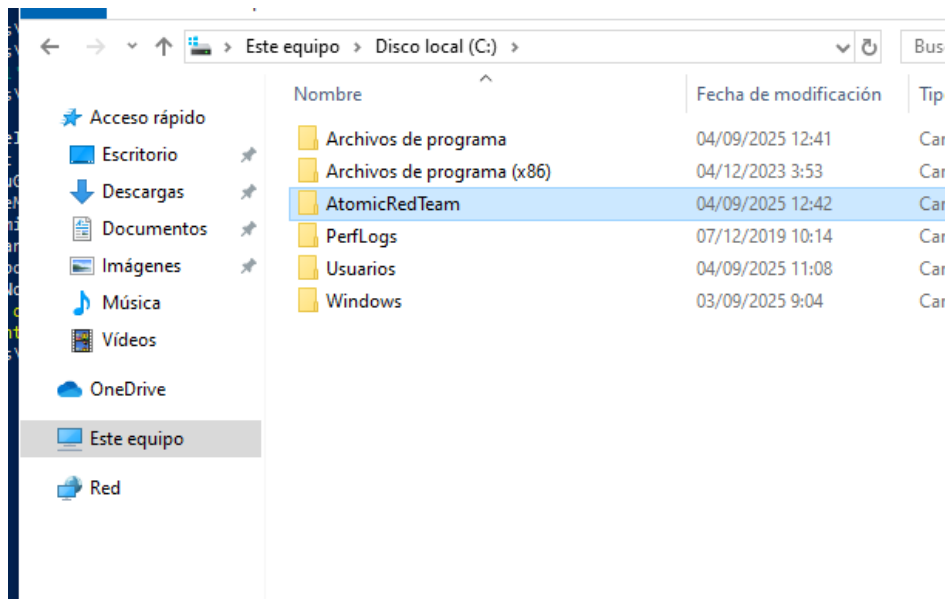 Este equipo > Disco local (C:) >
Bus
Nombre
Fecha de modificación
Tip
Acceso rápido
Escritorio
Descargas
Documentos
Imágenes
Música
Vídeos
OneDrive
Este equipo
Red
Archivos de programa 04/09/2025 12:41 Car
Archivos de programa (x86) 04/12/2023 3:53 Car
AtomicRedTeam 04/09/2025 12:42 Car
PerfLogs 07/12/2019 10:14 Car
Usuarios 04/09/2025 11:08 Car
Windows 03/09/2025 9:04 Car